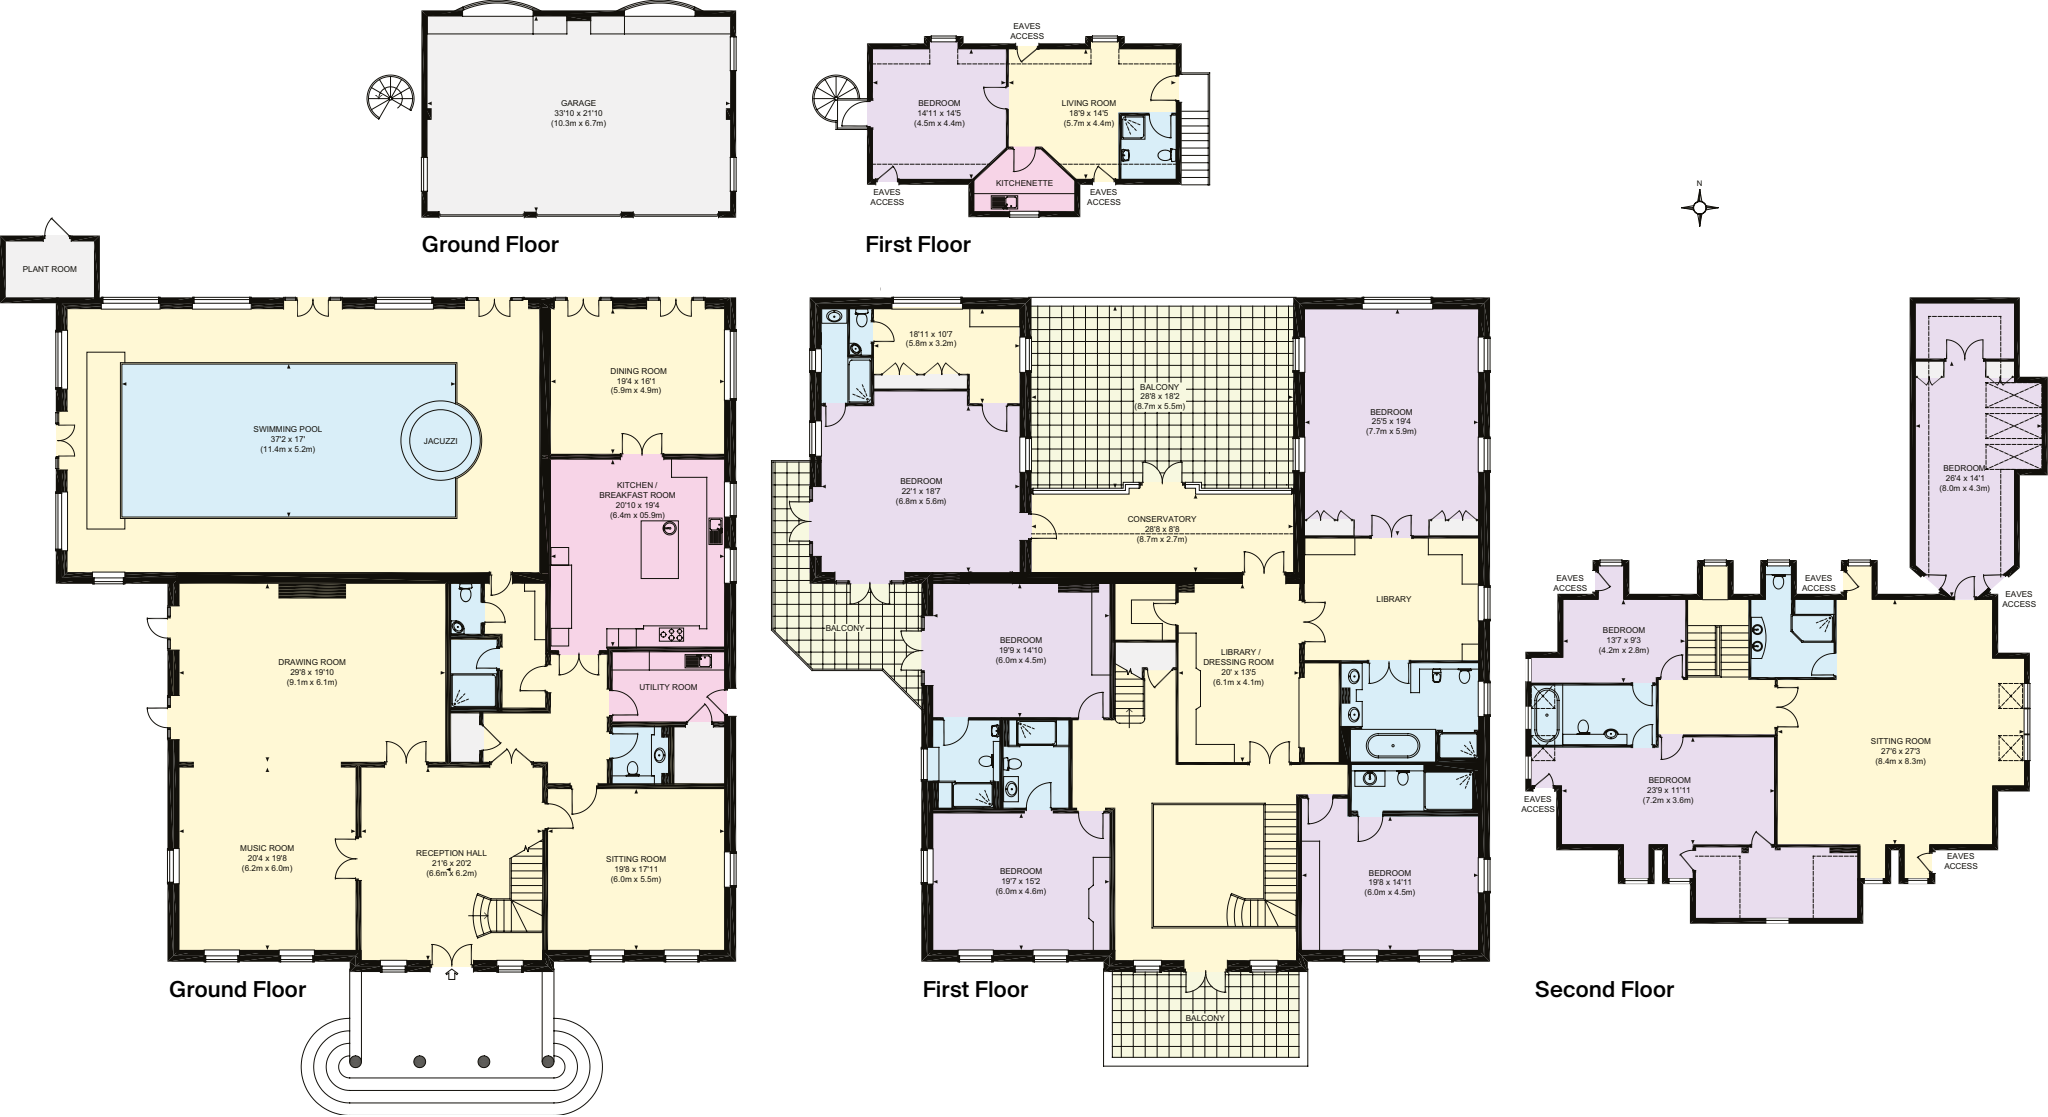 GARAGE
33'10 x 21'10
(10.3m x 6.7m)
Ground Floor
EAVES
ACCESS
BEDROOM
14'11 x 14'5
(4.5m x 4.4m)
LIVING ROOM
18'9 x 14'5
(5.7m x 4.4m)
KITCHENETTE
EAVES
ACCESS
EAVES
ACCESS
First Floor
N
PLANT ROOM
SWIMMING POOL
37'2 x 17'
(11.4m x 5.2m)
JACUZZI
DINING ROOM
19'4 x 16'1
(5.9m x 4.9m)
KITCHEN /
BREAKFAST ROOM
20'10 x 19'4
(6.4m x 05.9m)
DRAWING ROOM
29'8 x 19'10
(9.1m x 6.1m)
UTILITY ROOM
MUSIC ROOM
20'4 x 19'8
(6.2m x 6.0m)
RECEPTION HALL
21'6 x 20'2
(6.6m x 6.2m)
SITTING ROOM
19'8 x 17'11
(6.0m x 5.5m)
Ground Floor
18'11 x 10'7
(5.8m x 3.2m)
BALCONY
28'8 x 18'2
(8.7m x 5.5m)
BEDROOM
25'5 x 19'4
(7.7m x 5.9m)
BEDROOM
22'1 x 18'7
(6.8m x 5.6m)
CONSERVATORY
28'8 x 8'8
(8.7m x 2.7m)
LIBRARY
BALCONY
BEDROOM
19'9 x 14'10
(6.0m x 4.5m)
LIBRARY /
DRESSING ROOM
20' x 13'5
(6.1m x 4.1m)
BEDROOM
19'7 x 15'2
(6.0m x 4.6m)
BEDROOM
19'8 x 14'11
(6.0m x 4.5m)
BALCONY
First Floor
BEDROOM
26'4 x 14'1
(8.0m x 4.3m)
EAVES
ACCESS
EAVES
ACCESS
EAVES
ACCESS
BEDROOM
13'7 x 9'3
(4.2m x 2.8m)
SITTING ROOM
27'6 x 27'3
(8.4m x 8.3m)
BEDROOM
23'9 x 11'11
(7.2m x 3.6m)
EAVES
ACCESS
EAVES
ACCESS
Second Floor